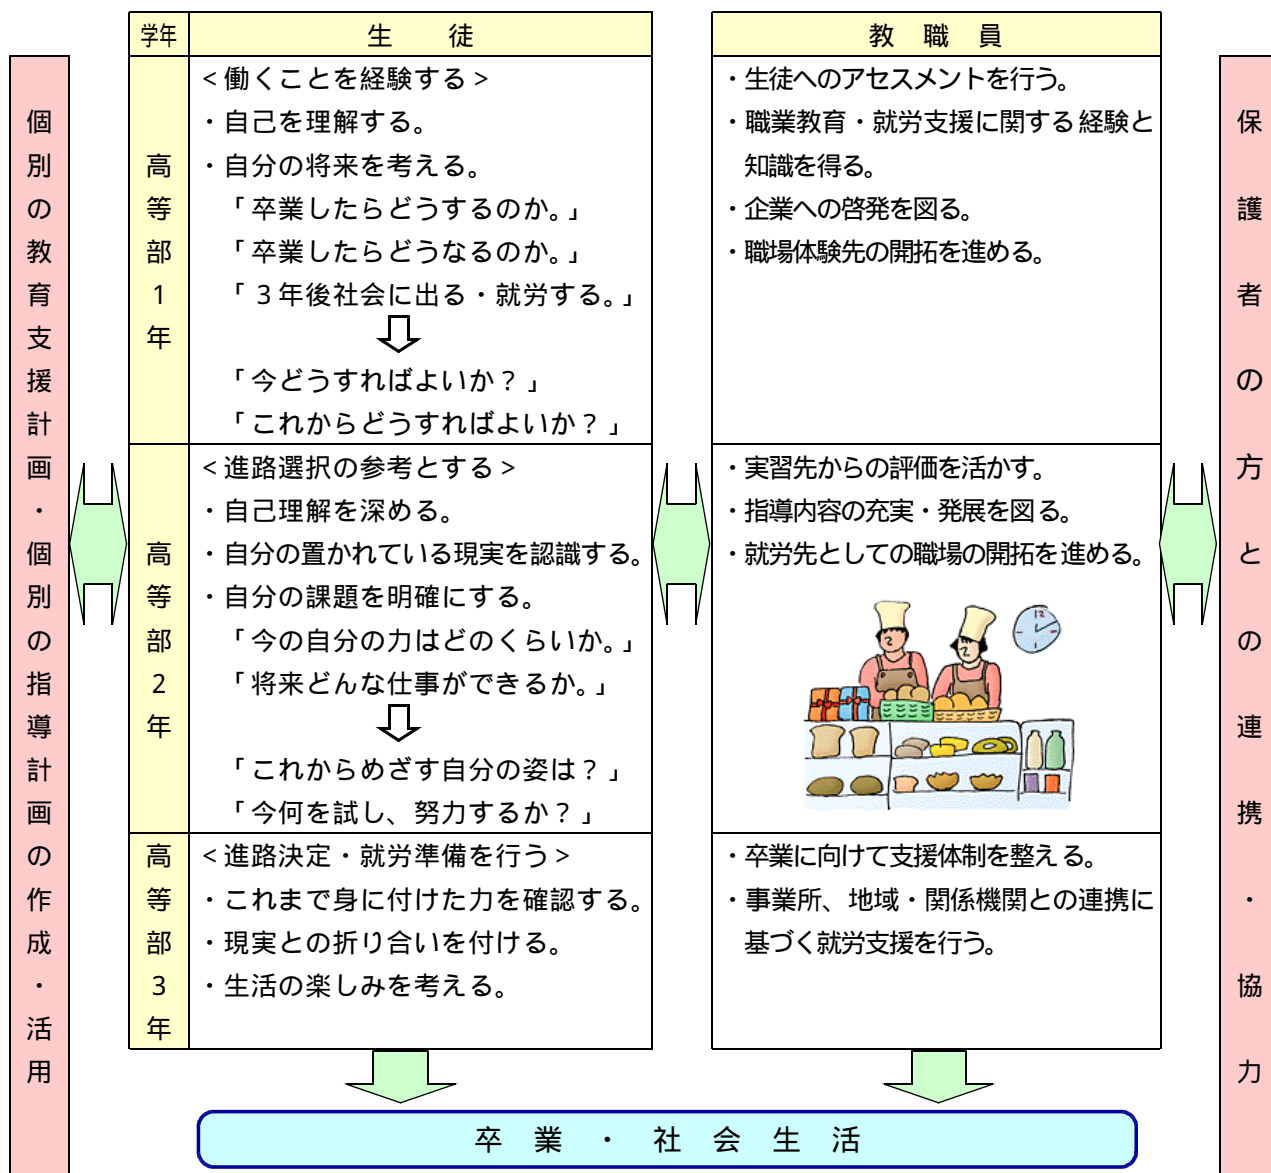 個別の教育支援計画・個別の指導計画の作成・活用
学年
生　徒
高等部1年
＜働くことを経験する＞
・自己を理解する。
・自分の将来を考える。
「卒業したらどうするのか。」
「卒業したらどうなるのか。」
「３年後社会に出る・就労する。」
「今どうすればよいか？」
「これからどうすればよいか？」
高等部2年
＜進路選択の参考とする＞
・自己理解を深める。
・自分の置かれている現実を認識する。
・自分の課題を明確にする。
「今の自分の力はどのくらいか。」
「将来どんな仕事ができるか。」
「これからめざす自分の姿は？」
「今何を試し、努力するか？」
高等部3年
＜進路決定・就労準備を行う＞
・これまで身に付けた力を確認する。
・現実との折り合いを付ける。
・生活の楽しみを考える。
教　職　員
・生徒へのアセスメントを行う。
・職業教育・就労支援に関する経験と
知識を得る。
・企業への啓発を図る。
・職場体験先の開拓を進める。
・実習先からの評価を活かす。
・指導内容の充実・発展を図る。
・就労先としての職場の開拓を進める。
12
・卒業に向けて支援体制を整える。
・事業所、地域・関係機関との連携に
基づく就労支援を行う。
保護者の方との連携・協力
卒　業　・　社　会　生　活